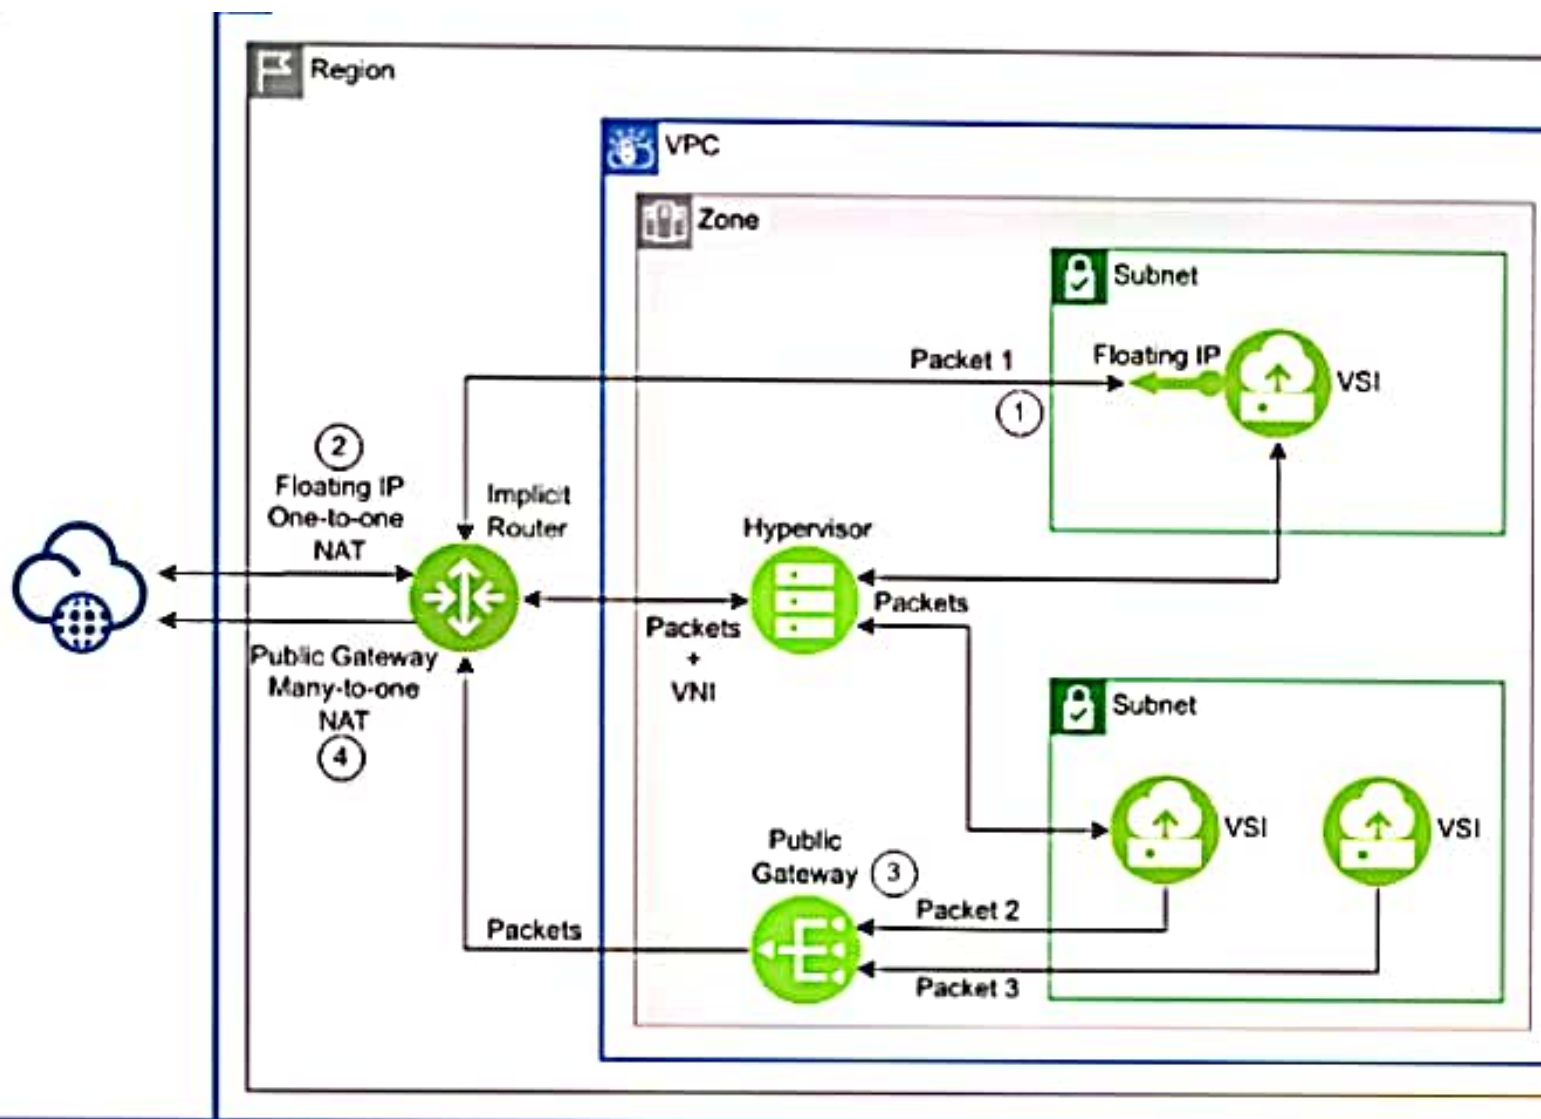 Region
VPC
Zone
Subnet
Packet 1
Floating IP
VSI
1
2
Floating IP
One-to-one
NAT
Implicit
Router
Hypervisor
Packets
Packets
+
VNI
Public Gateway
Many-to-one
NAT
4
Subnet
VSI
VSI
Public
Gateway
3
Packet 2
Packets
Packet 3